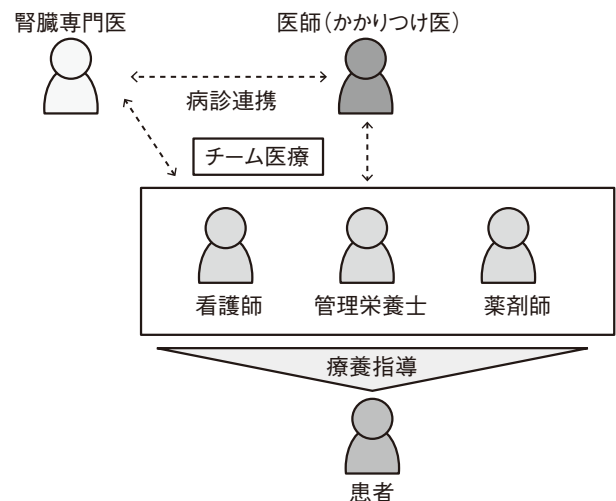 腎臓専門医
医師（かかりつけ医）
病診連携
チーム医療
看護師
管理栄養士
薬剤師
療養指導
患者